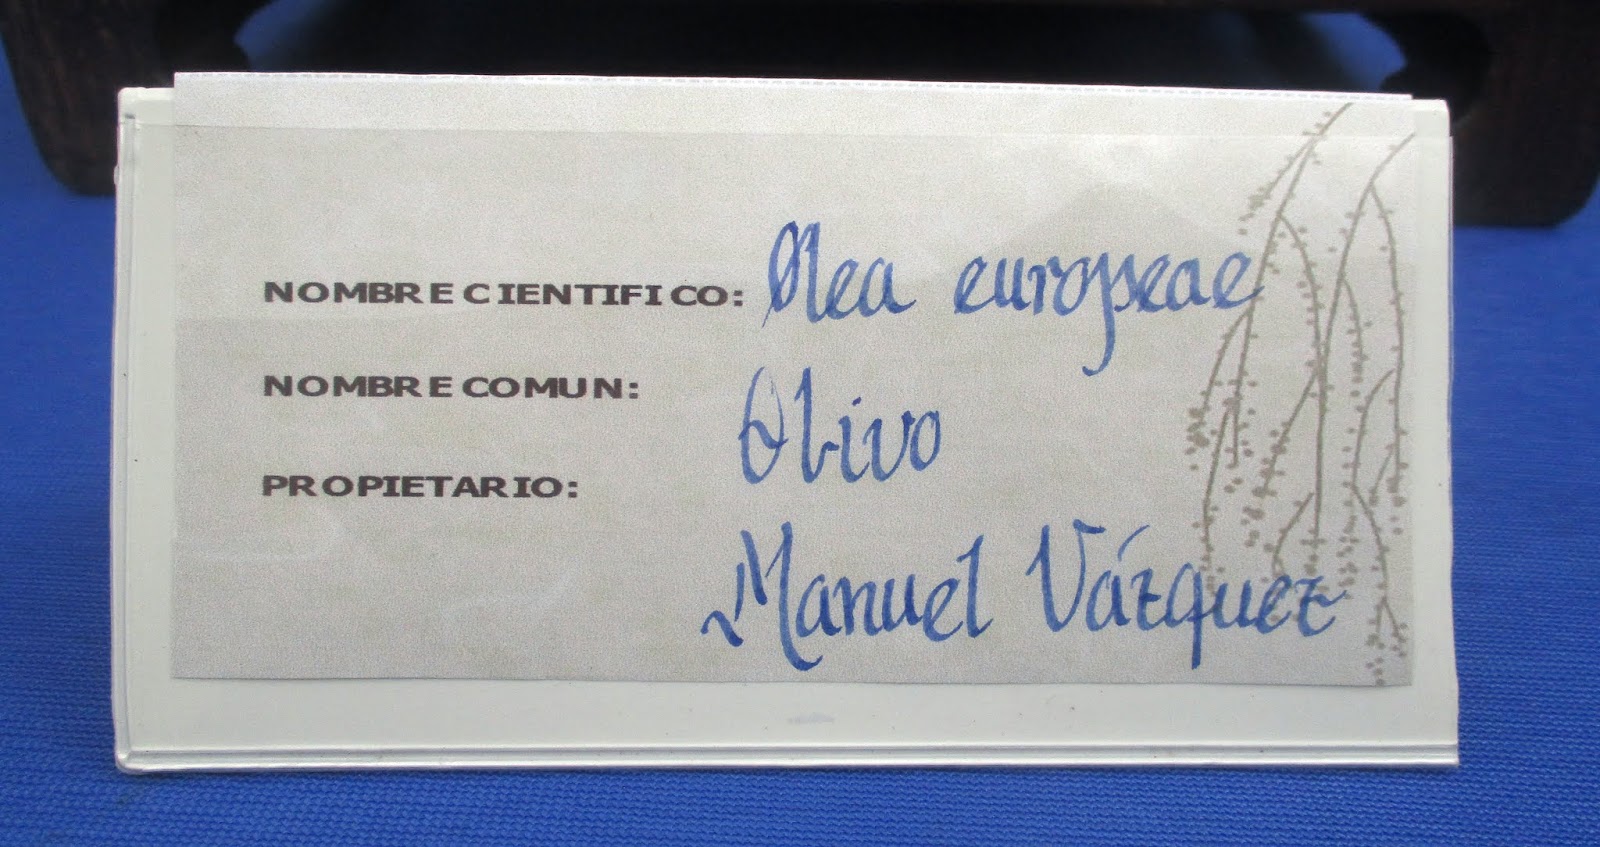 NOMBRE CIENTIFICO: Olea europeae
NOMBRE COMUN: Olivo
PROPIETARIO: Manuel Vázquez